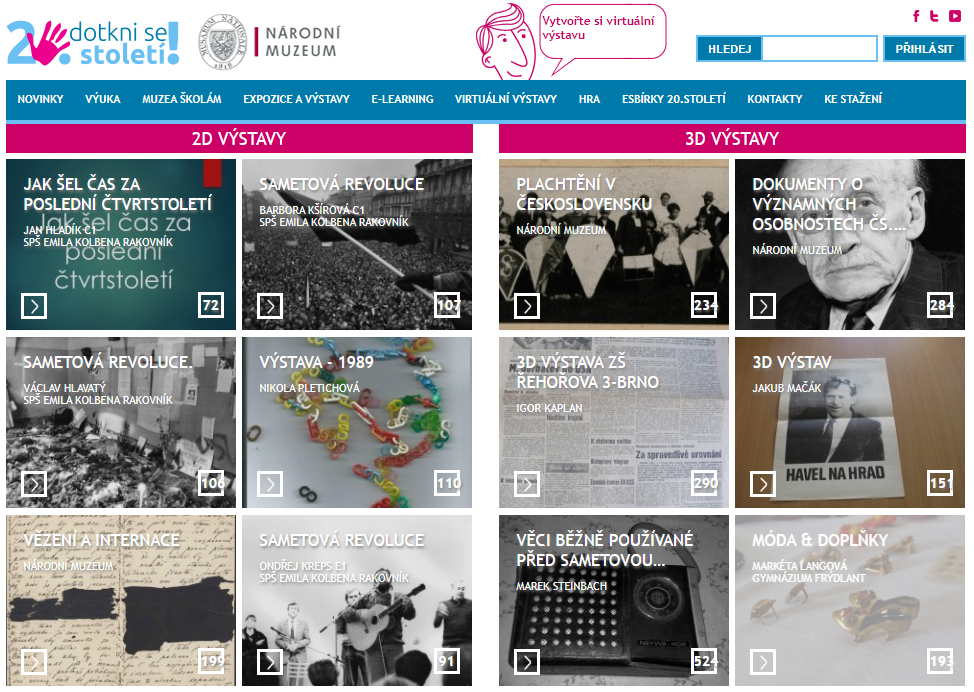 20. dotkni se
století!
MUSAEUM NATIONALE
1818
NÁRODNÍ
MUZEUM
Vytvořte si virtuální
výstavu
HLEDEJ
PŘIHLÁSIT
NOVINKY VÝUKA MUZEA ŠKOLÁM EXPOZICE A VÝSTAVY E-LEARNING VIRTUÁLNÍ VÝSTAVY HRA ESBÍRKY 20.STOLETÍ KONTAKTY KE STAŽENÍ
2D VÝSTAVY
JAK ŠEL ČAS ZA
POSLEDNÍ ČTVRTSTOLETÍ
JAN HLADÍK C1
SPŠ EMILA KOLBENA RAKOVNÍK
Jak šel čas za
poslední
čtvrtstoletí
72
SAMETOVÁ REVOLUCE
BARBORA KŠÍROVÁ C1
SPŠ EMILA KOLBENA RAKOVNÍK
107
SAMETOVÁ REVOLUCE.
VÁCLAV HLAVATÝ
SPŠ EMILA KOLBENA RAKOVNÍK
106
VÝSTAVA - 1989
NIKOLA PLETICHOVÁ
110
VĚZENÍ A INTERNACE
NÁRODNÍ MUZEUM
199
SAMETOVÁ REVOLUCE
ONDŘEJ KREPS E1
SPŠ EMILA KOLBENA RAKOVNÍK
91
3D VÝSTAVY
PLACHTĚNÍ V
ČESKOSLOVENSKU
NÁRODNÍ MUZEUM
234
DOKUMENTY O
VÝZNAMNÝCH
OSOBNOSTECH ČS....
NÁRODNÍ MUZEUM
284
3D VÝSTAVA ZŠ
ŘEHOŘOVA 3-BRNO
IGOR KAPLAN
Za spravedlivé urovnání
290
3D VÝSTAV
JAKUB MAČÁK
HAVEL NA HRAD
151
VĚCI BĚŽNĚ POUŽÍVANÉ
PŘED SAMETOVOU...
MAREK STEINBACH
524
MÓDA & DOPLŇKY
MARKÉTA LANGOVÁ
GYMNÁZIUM FRÝDLANT
193